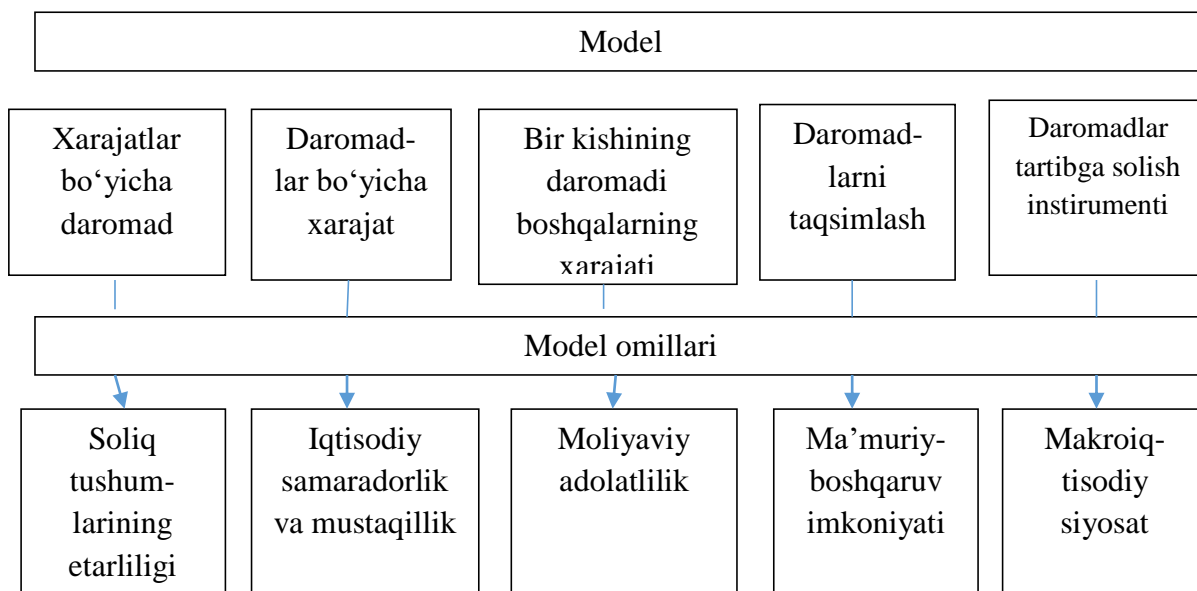 Model
Xarajatlar
bo‘yicha
daromad
Daromad-
lar bo‘yicha
xarajat
Bir kishining
daromadi
boshqalarning
xarajati
Daromad-
larni
taqsimlash
Daromadlar
tartibga solish
instirumenti
Model omillari
Soliq
tushum-
larining
etarliligi
Iqtisodiy
samaradorlik
va mustaqillik
Moliyaviy
adolatlilik
Ma’muriy-
boshqaruv
imkoniyati
Makroiq-
tisodiy
siyosat